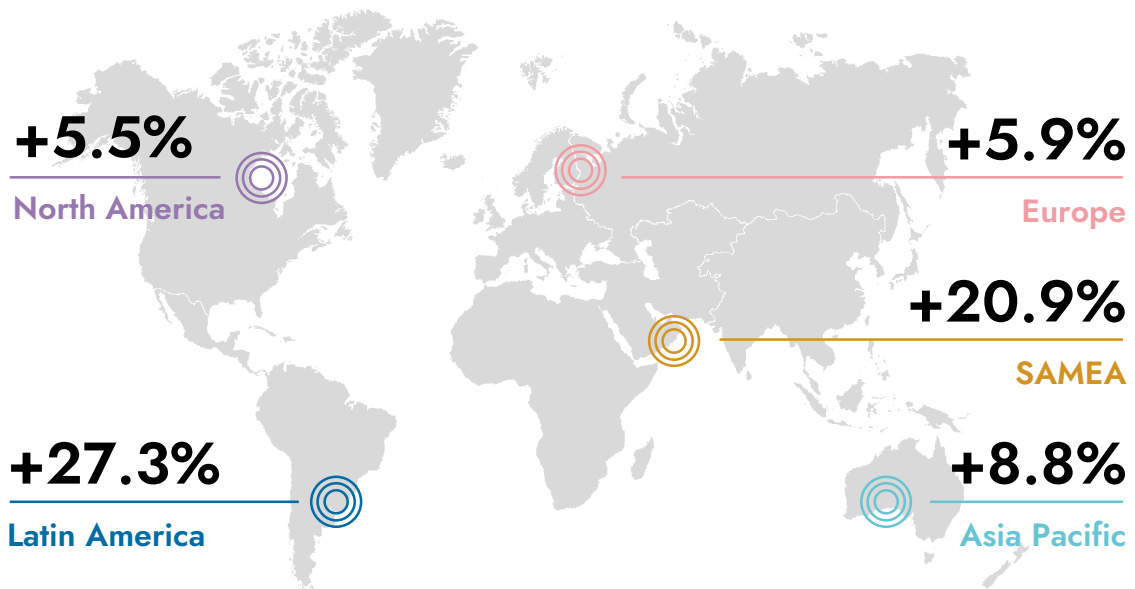 +5.5%
North America
+5.9%
Europe
+20.9%
SAMEA
+27.3%
Latin America
+8.8%
Asia Pacific